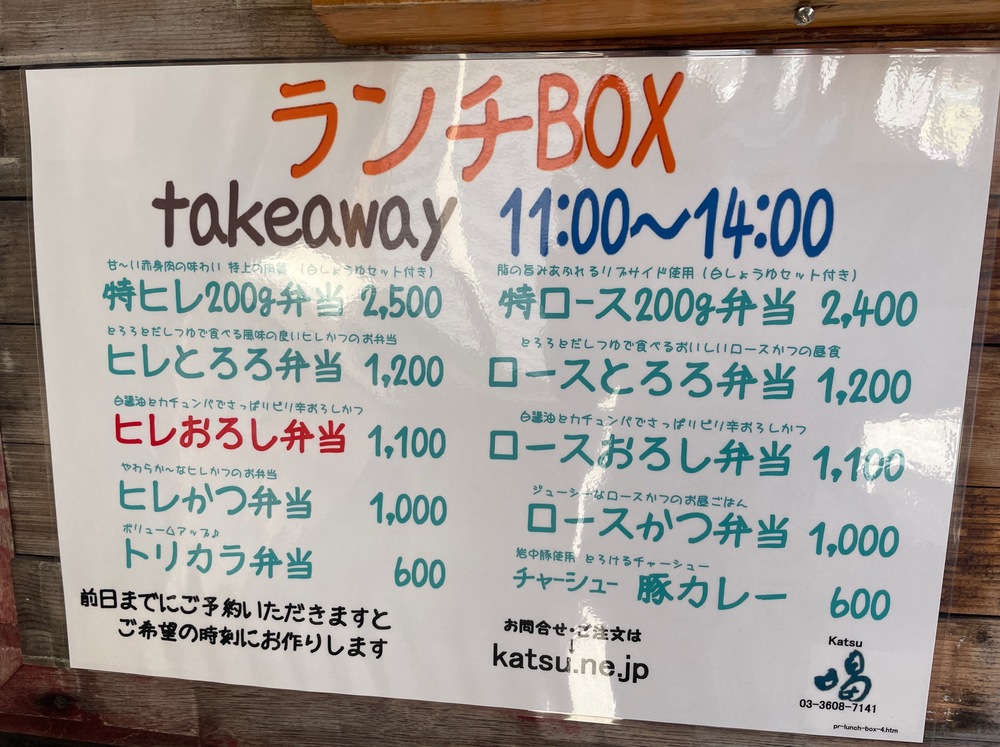 ランチBOX
takeaway 11:00～14:00
甘～い赤身肉の味わい 特上の肉質 (白しょうゆセット付き)
特ヒレ200g弁当 2,500
とろろとだしつゆで食べる風味の良いヒレかつのお弁当
ヒレとろろ弁当 1,200
白醤油とカチュンバでさっぱりピリ辛おろしかつ
ヒレおろし弁当 1,100
やわらか～なヒレかつのお弁当
ヒレかつ弁当 1,000
ボリュームアップ♪
トリカラ弁当 600
脂の旨みあふれるリブサイド使用 (白しょうゆセット付き)
特ロース200g弁当 2,400
とろろとだしつゆで食べるおいしいロースかつの昼食
ロースとろろ弁当 1,200
白醤油とカチュンバでさっぱりピリ辛おろしかつ
ロースおろし弁当 1,100
ジューシーなロースかつのお昼ごはん
ロースかつ弁当 1,000
岩中豚使用 とろけるチャーシュー
チャーシュー 豚カレー 600
前日までにご予約いただきますと
ご希望の時刻にお作りします
お問合せ・ご注文は
↓
katsu.ne.jp
Katsu
喝
03-3608-7141
pr-lunch-box-4.htm